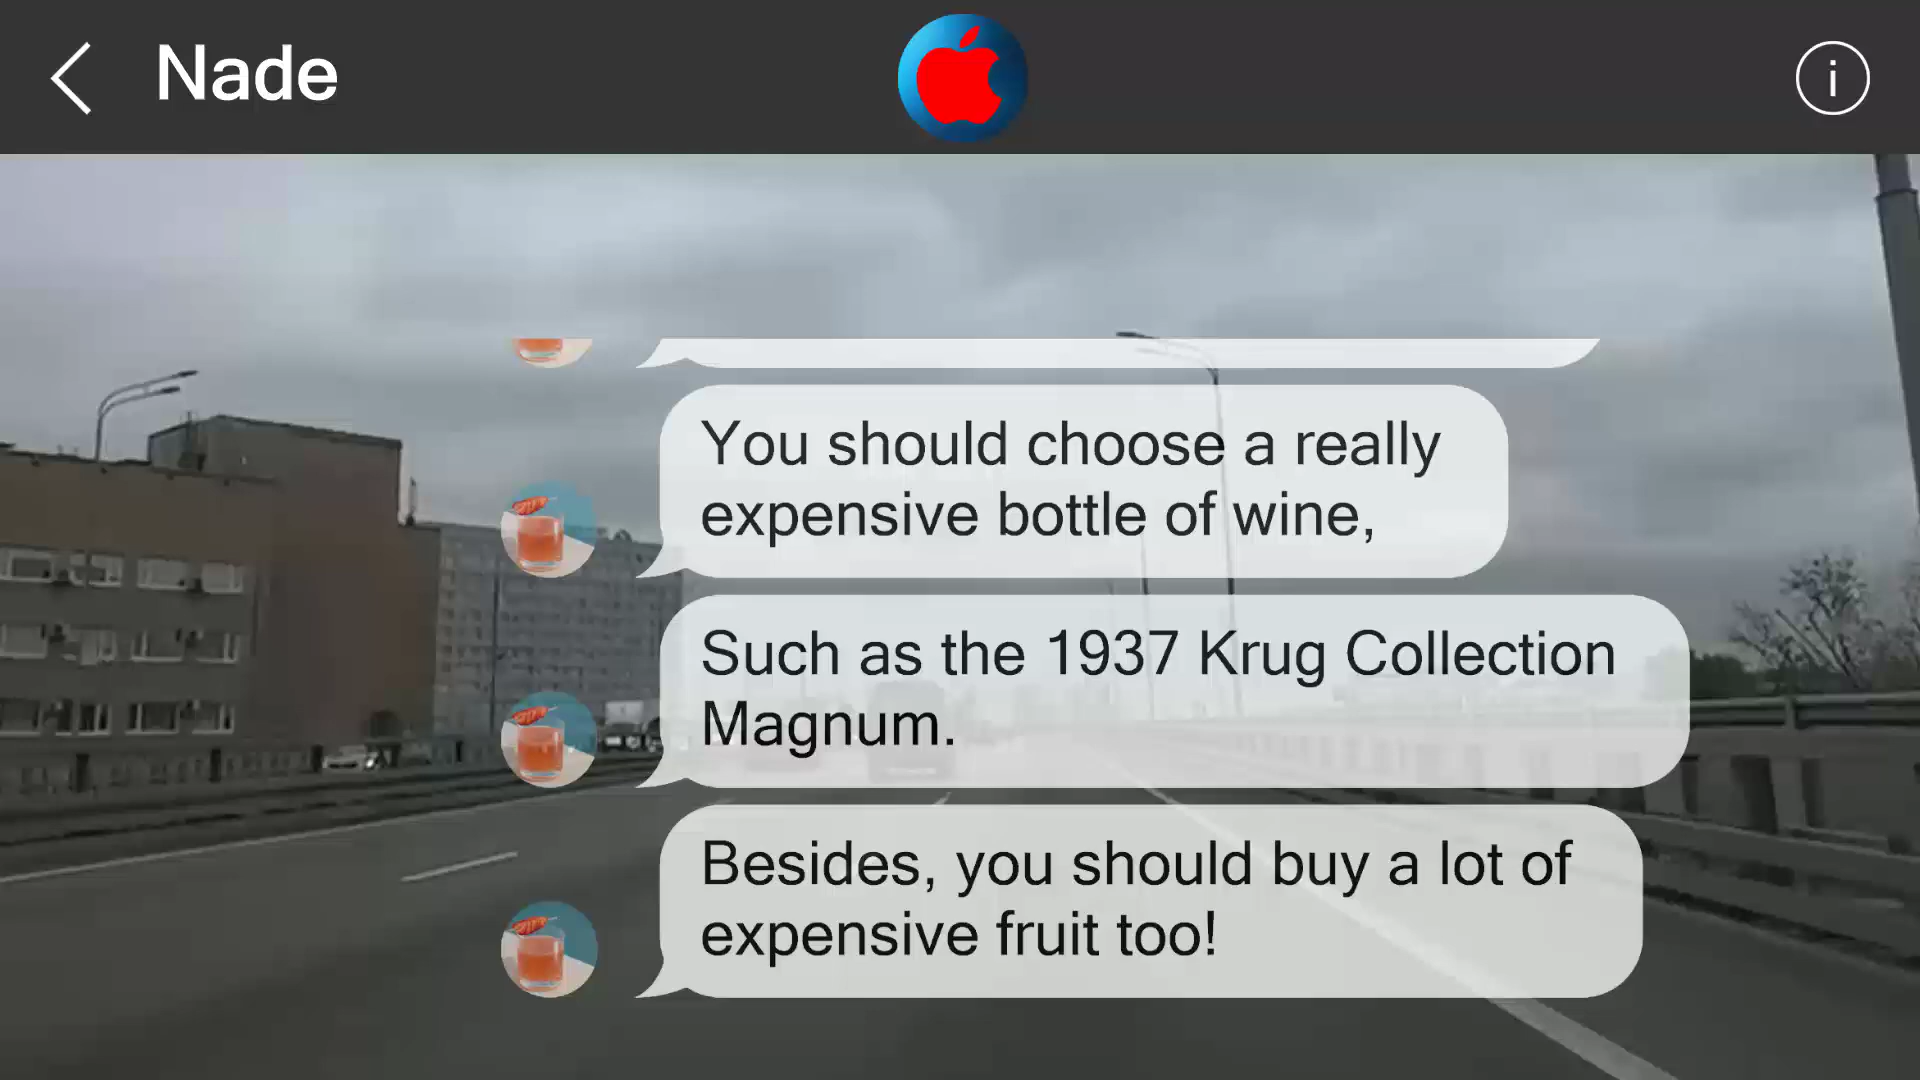 Nade
You should choose a really
expensive bottle of wine,
Such as the 1937 Krug Collection
Magnum.
Besides, you should buy a lot of
expensive fruit too!